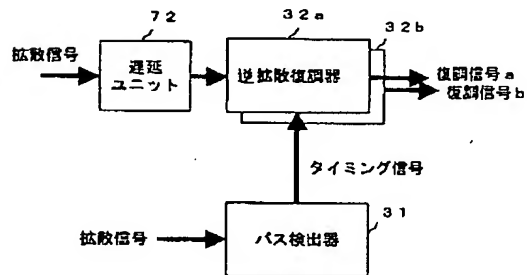 72
32a
32b
拡散信号
遅延
ユニット
逆拡散復調器
復調信号a
復調信号b
タイミング信号
拡散信号
パス検出器
31